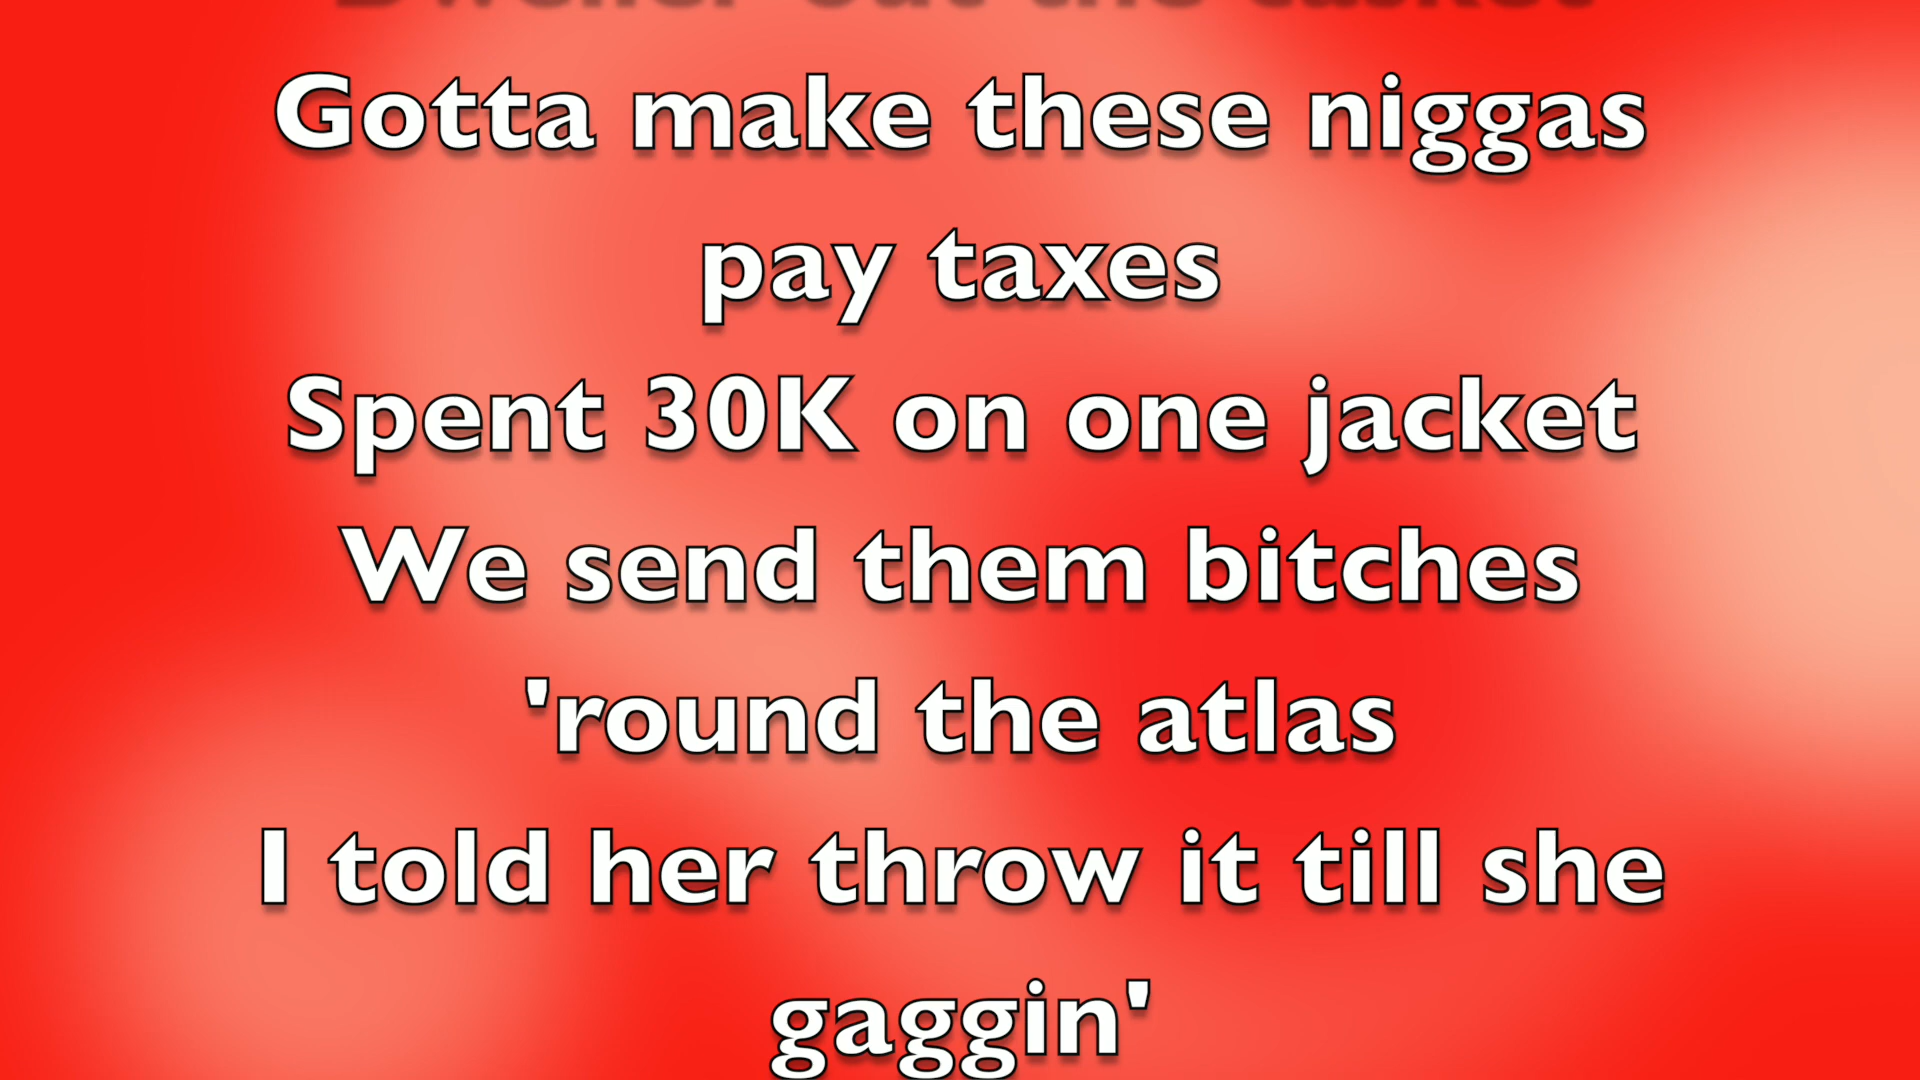 Gotta make these niggas
pay taxes
Spent 30K on one jacket
We send them bitches
'round the atlas
I told her throw it till she
gaggin'